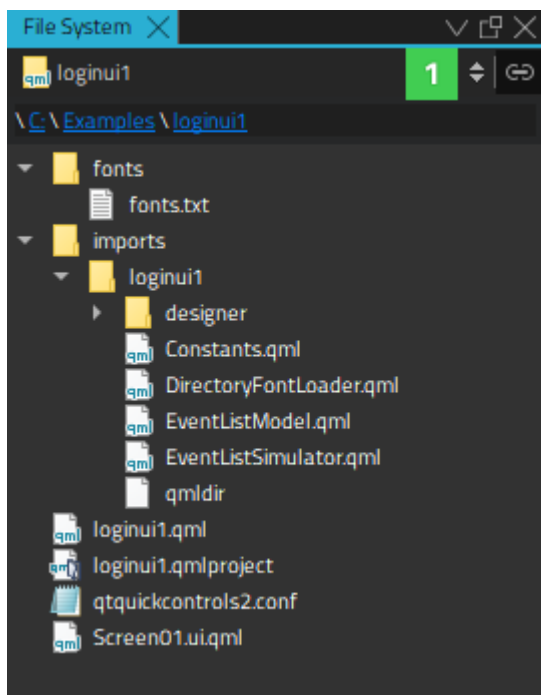 File System
loginui1
1
\ C: \ Examples \ loginui1
fonts
fonts.txt
imports
loginui1
designer
Constants.qml
DirectoryFontLoader.qml
EventListModel.qml
EventListSimulator.qml
qmldir
loginui1.qml
loginui1.qmlproject
qtquickcontrols2.conf
Screen01.ui.qml